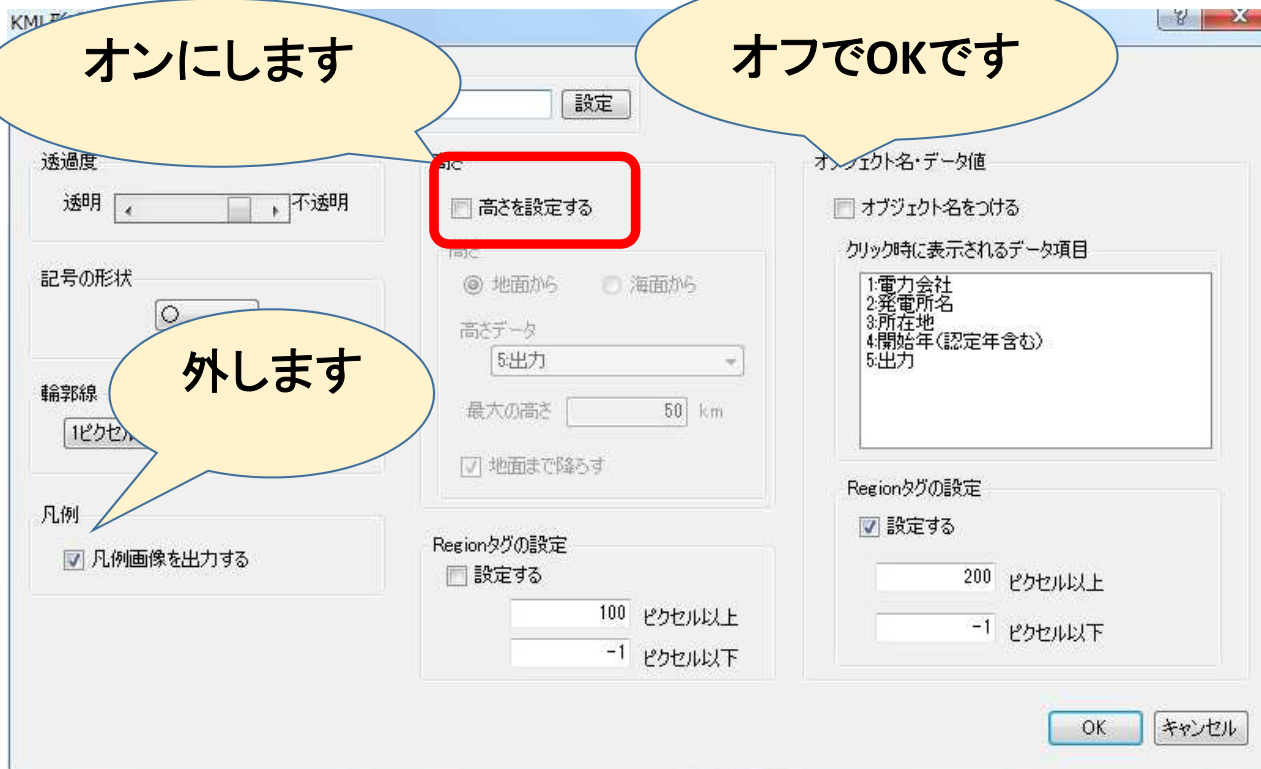 KML形
オンにします
オフでOKです
設定
透過度
透明
不透明
高さ
高さを設定する
オブジェクト名・データ値
オブジェクト名をつける
クリック時に表示されるデータ項目
1:電力会社
2:発電所名
3:所在地
4:開始年(認定年含む)
5:出力
記号の形状
高さ
地面から 海面から
高さデータ
5:出力
最大の高さ 50 km
地面まで降ろす
外します
輪郭線
1ピクセル
凡例
凡例画像を出力する
Regionタグの設定
設定する
100 ピクセル以上
-1 ピクセル以下
Regionタグの設定
設定する
200 ピクセル以上
-1 ピクセル以下
OK キャンセル